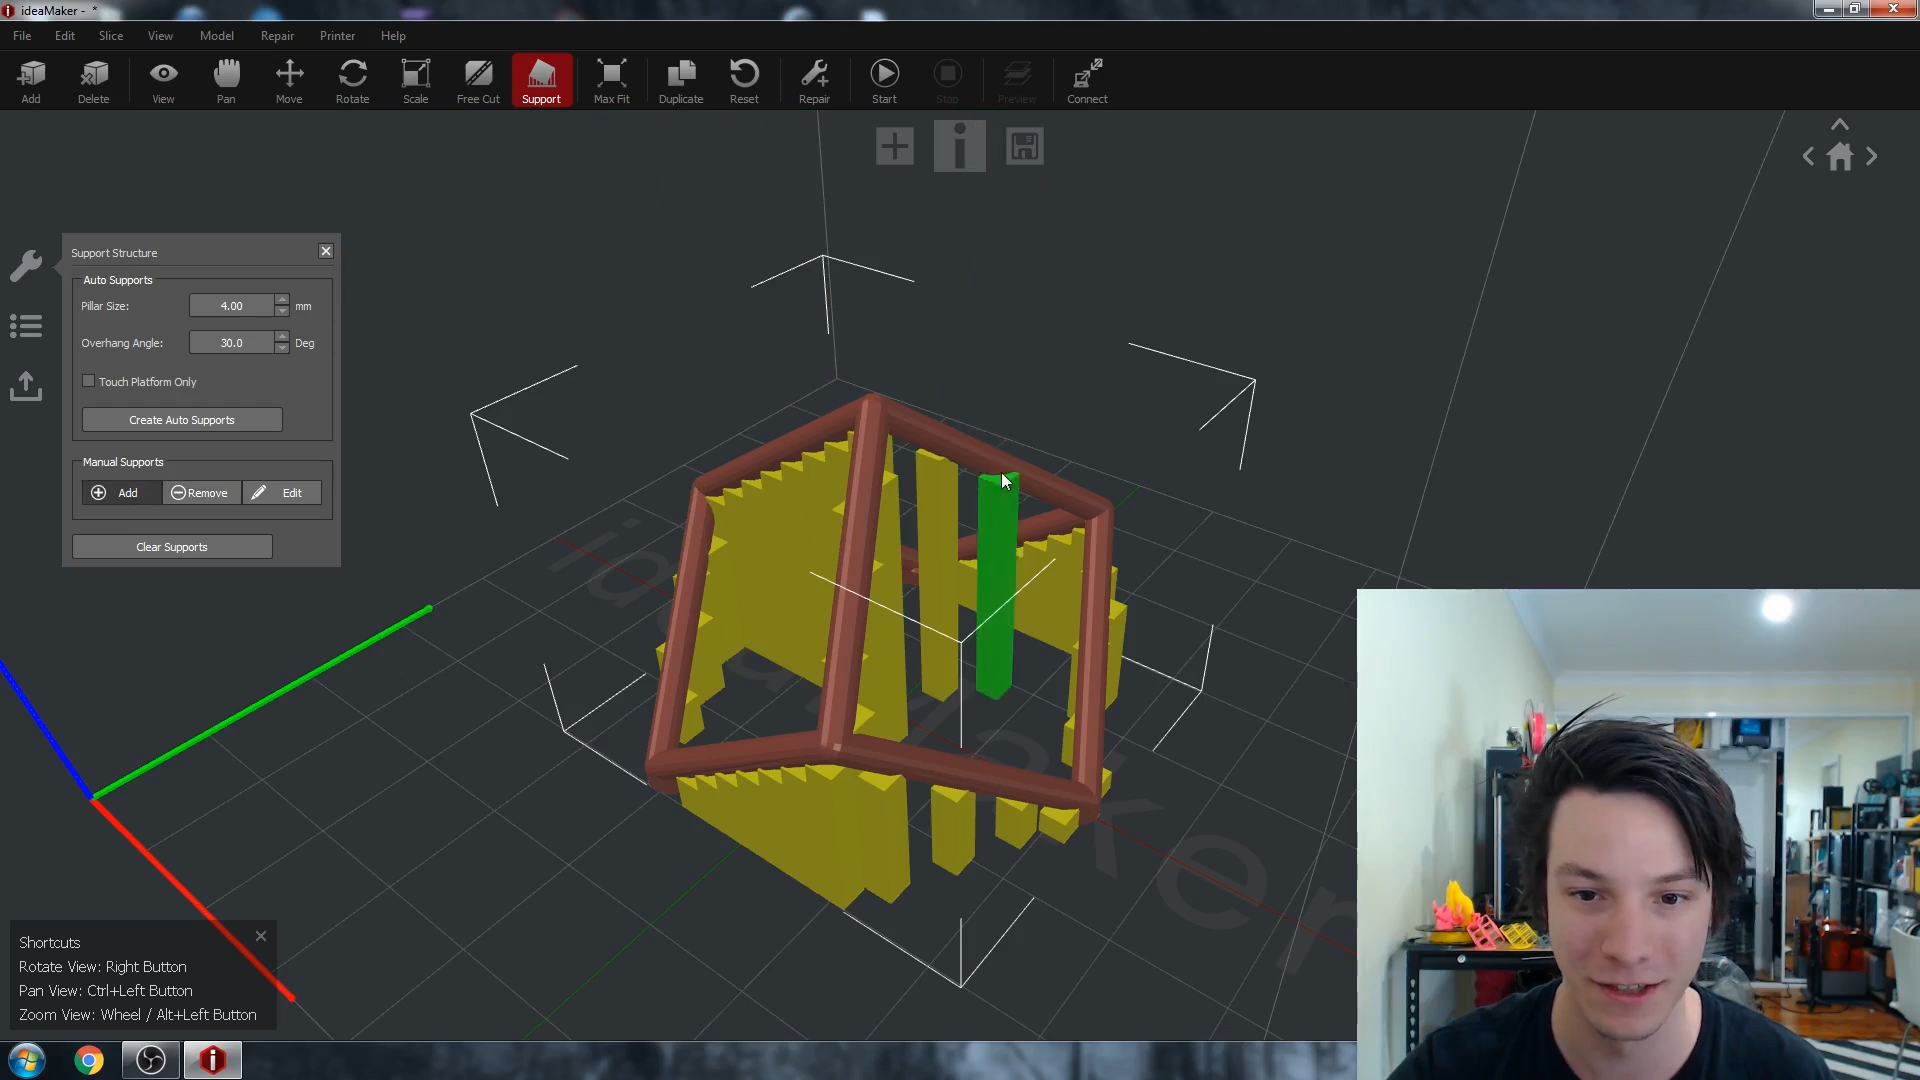 ideaMaker - *
File Edit Slice View Model Repair Printer Help
Add Delete View Pan Move Rotate Scale Free Cut Support Max Fit Duplicate Reset Repair Start Stop Preview Connect
Support Structure
Auto Supports
Pillar Size: 4.00 mm
Overhang Angle: 30.0 Deg
Touch Platform Only
Create Auto Supports
Manual Supports
Add Remove Edit
Clear Supports
ideaMaker
Shortcuts
Rotate View: Right Button
Pan View: Ctrl+Left Button
Zoom View: Wheel / Alt+Left Button